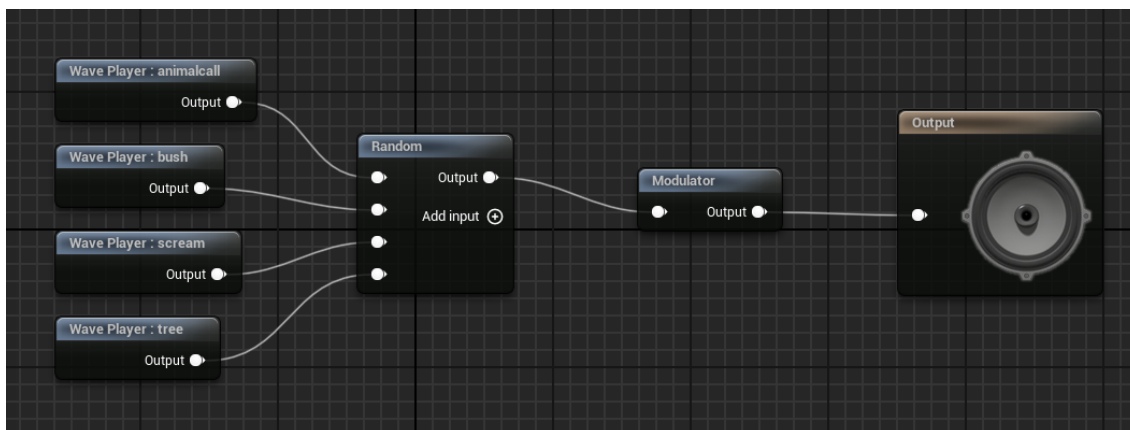 Wave Player : animalcall
Output
Wave Player : bush
Output
Wave Player : scream
Output
Wave Player : tree
Output
Random
Output
Add input
Modulator
Output
Output